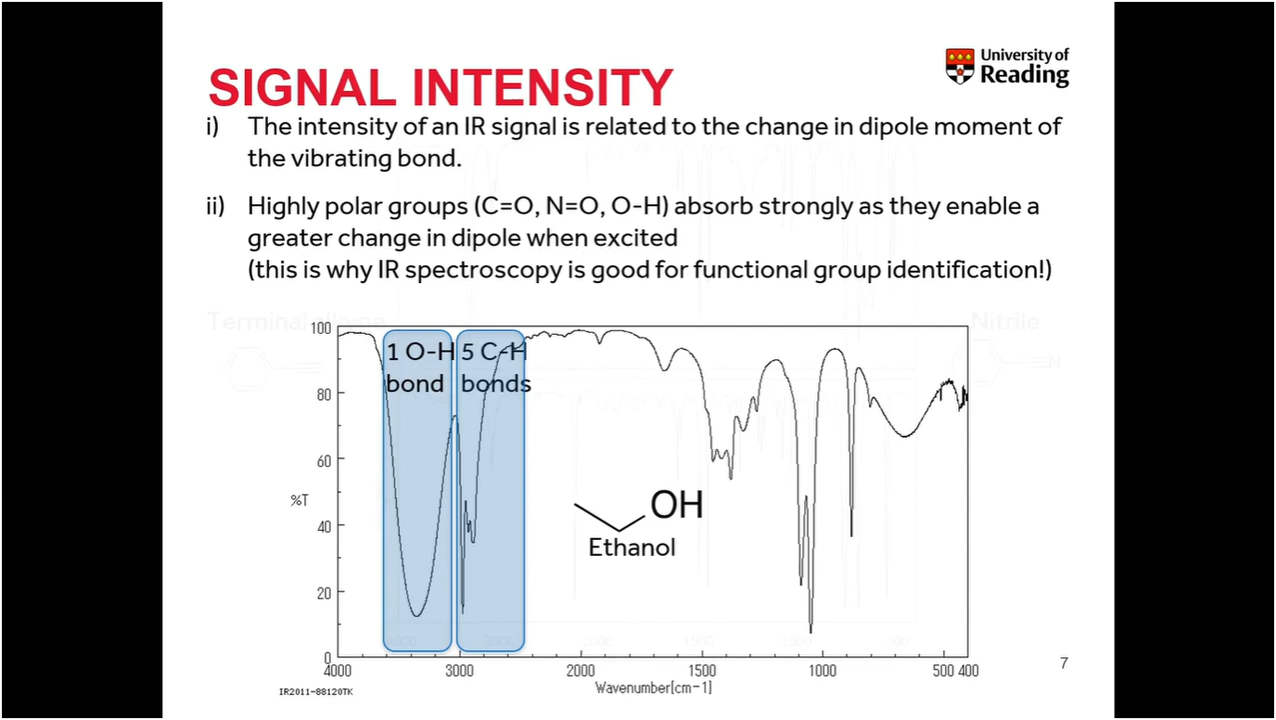 University of
Reading
SIGNAL INTENSITY
i) The intensity of an IR signal is related to the change in dipole moment of
the vibrating bond.
ii) Highly polar groups (C=O, N=O, O-H) absorb strongly as they enable a
greater change in dipole when excited
(this is why IR spectroscopy is good for functional group identification!)
Terminal alkyne
Nitrile
N
100
80
60
%T
40
20
0
1 O-H
bond
5 C-H
bonds
OH
Ethanol
4000 3000 2000 1500 1000 500 400
Wavenumber[cm-1]
IR2011-88120TK
7